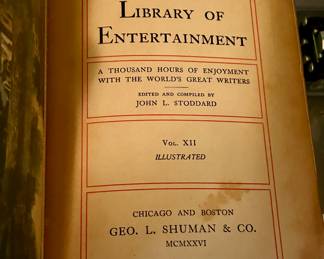 LIBRARY OF
ENTERTAINMENT
A THOUSAND HOURS OF ENJOYMENT
WITH THE WORLD'S GREAT WRITERS
EDITED AND COMPILED BY
JOHN L. STODDARD
VOL. XII
ILLUSTRATED
CHICAGO AND BOSTON
GEO. L. SHUMAN & CO.
MCMXXVI